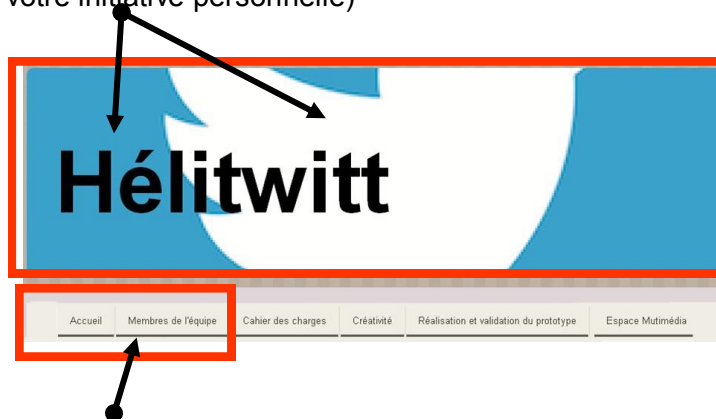 votre initiative personnelle)
Hélitwitt
Accueil Membres de l'équipe Cahier des charges Créativité Réalisation et validation du prototype Espace Mutimédia